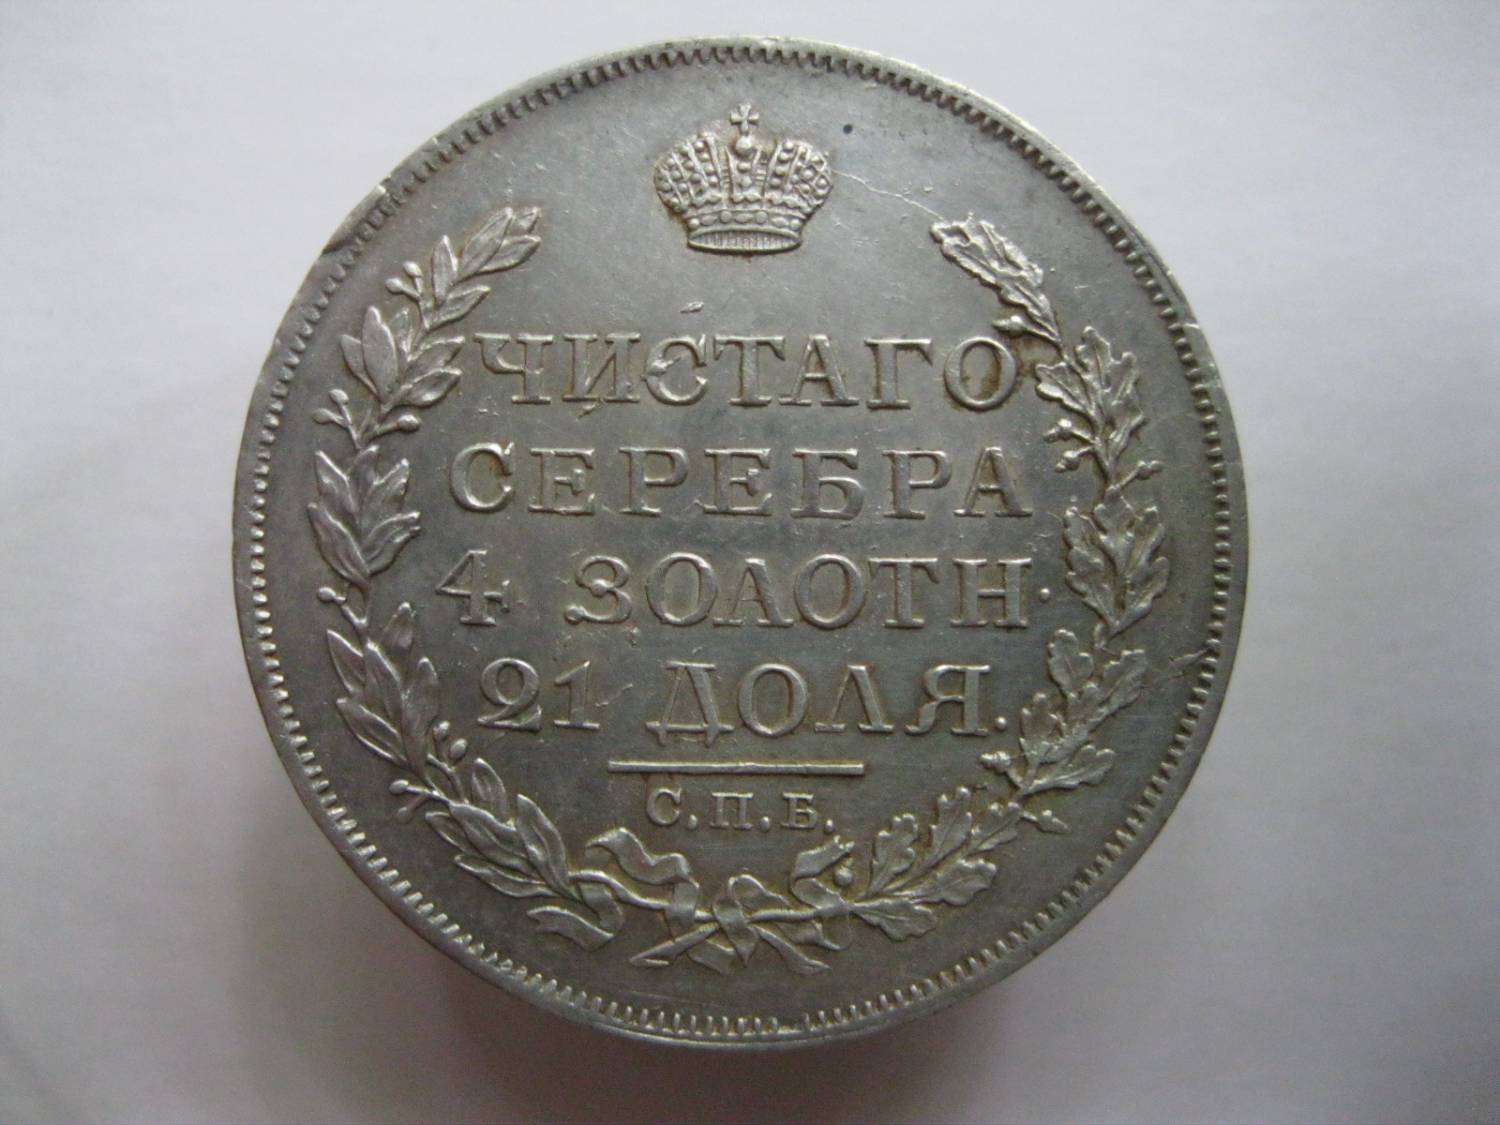 ЧИСТАГО
СЕРЕБРА
4 ЗОЛОТН.
21 ДОЛЯ.
С.П.Б.